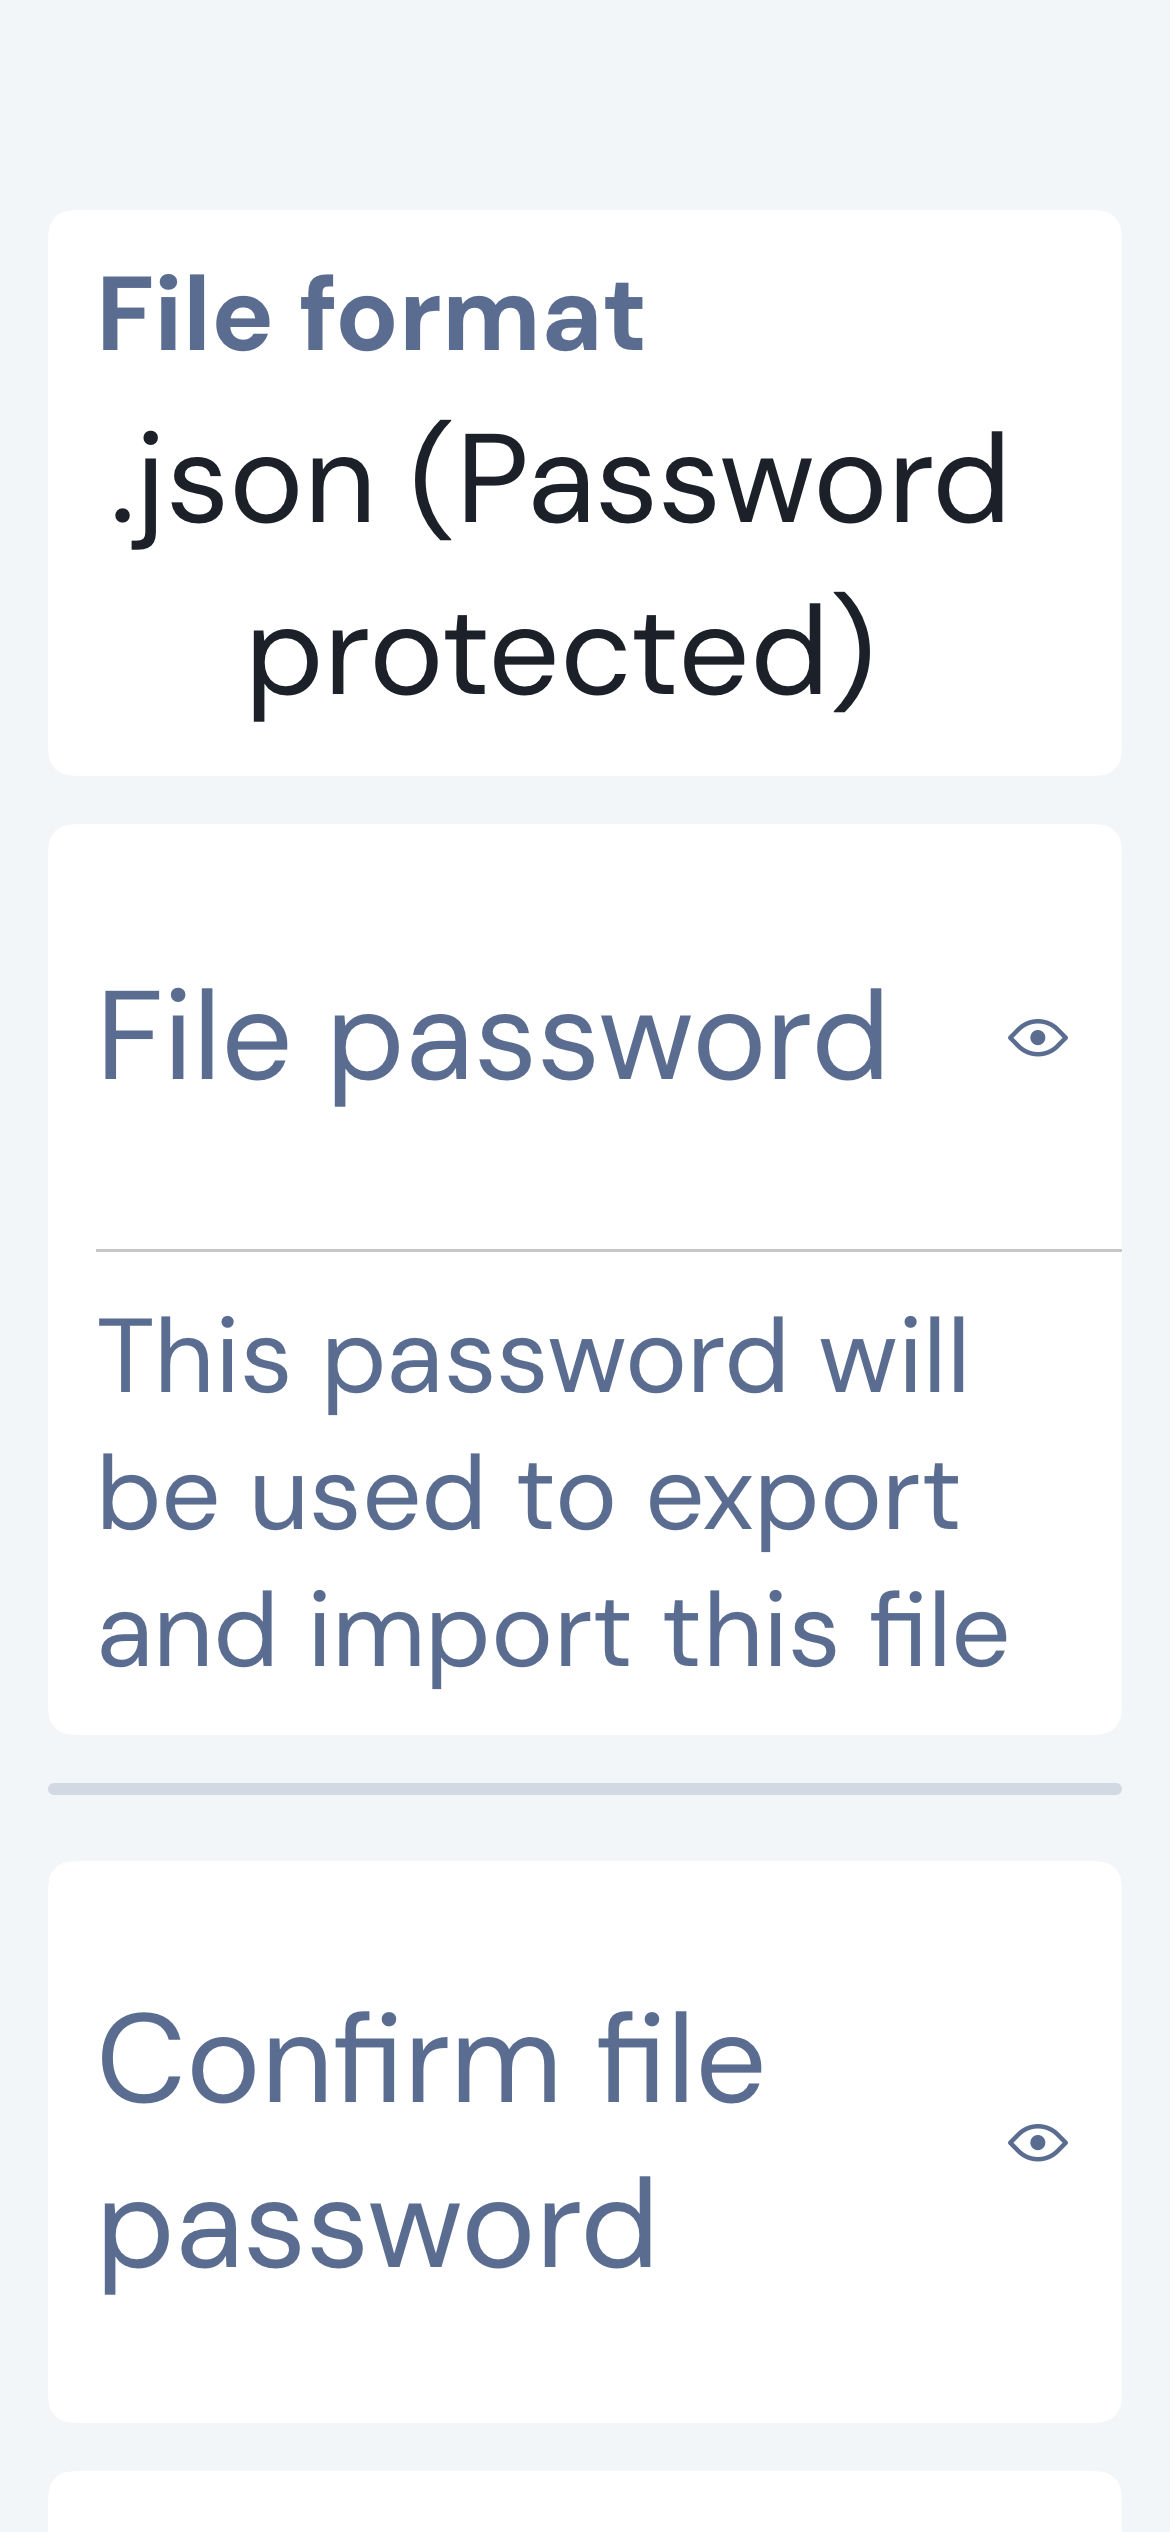 File format
.json (Password
protected)
File password
This password will
be used to export
and import this file
Confirm file
password